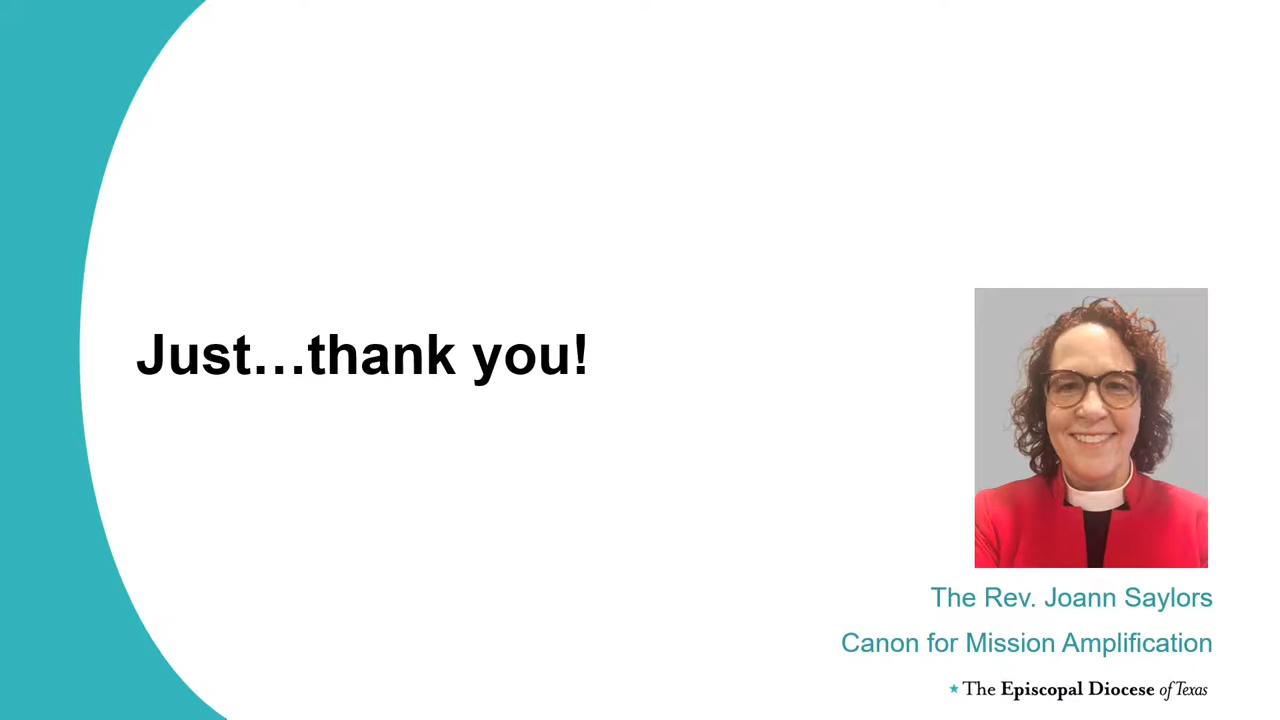 Just…thank you!
The Rev. Joann Saylors
Canon for Mission Amplification
The Episcopal Diocese of Texas